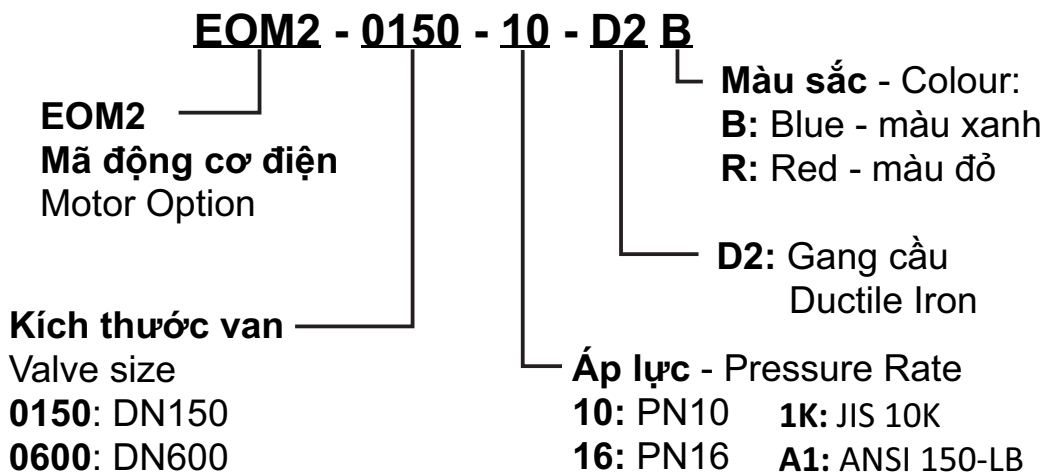 EOM2 - 0150 - 10 - D2 B
Màu sắc - Colour:
B: Blue - màu xanh
R: Red - màu đỏ
EOM2
Mã động cơ điện
Motor Option
D2: Gang cầu
Ductile Iron
Kích thước van
Valve size
0150: DN150
0600: DN600
Áp lực - Pressure Rate
10: PN10 1K: JIS 10K
16: PN16 A1: ANSI 150-LB